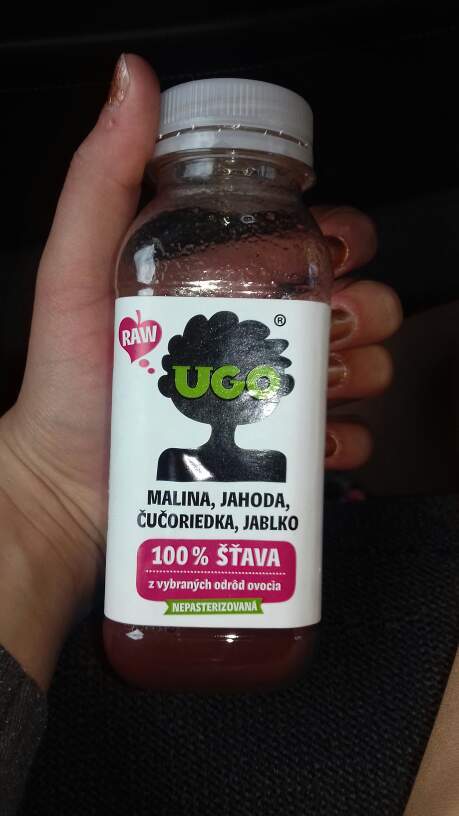 RAW
®
UGO
MALINA, JAHODA,
ČUČORIEDKA, JABLKO
100% ŠŤAVA
z vybraných odrôd ovocia
NEPASTERIZOVANÁ